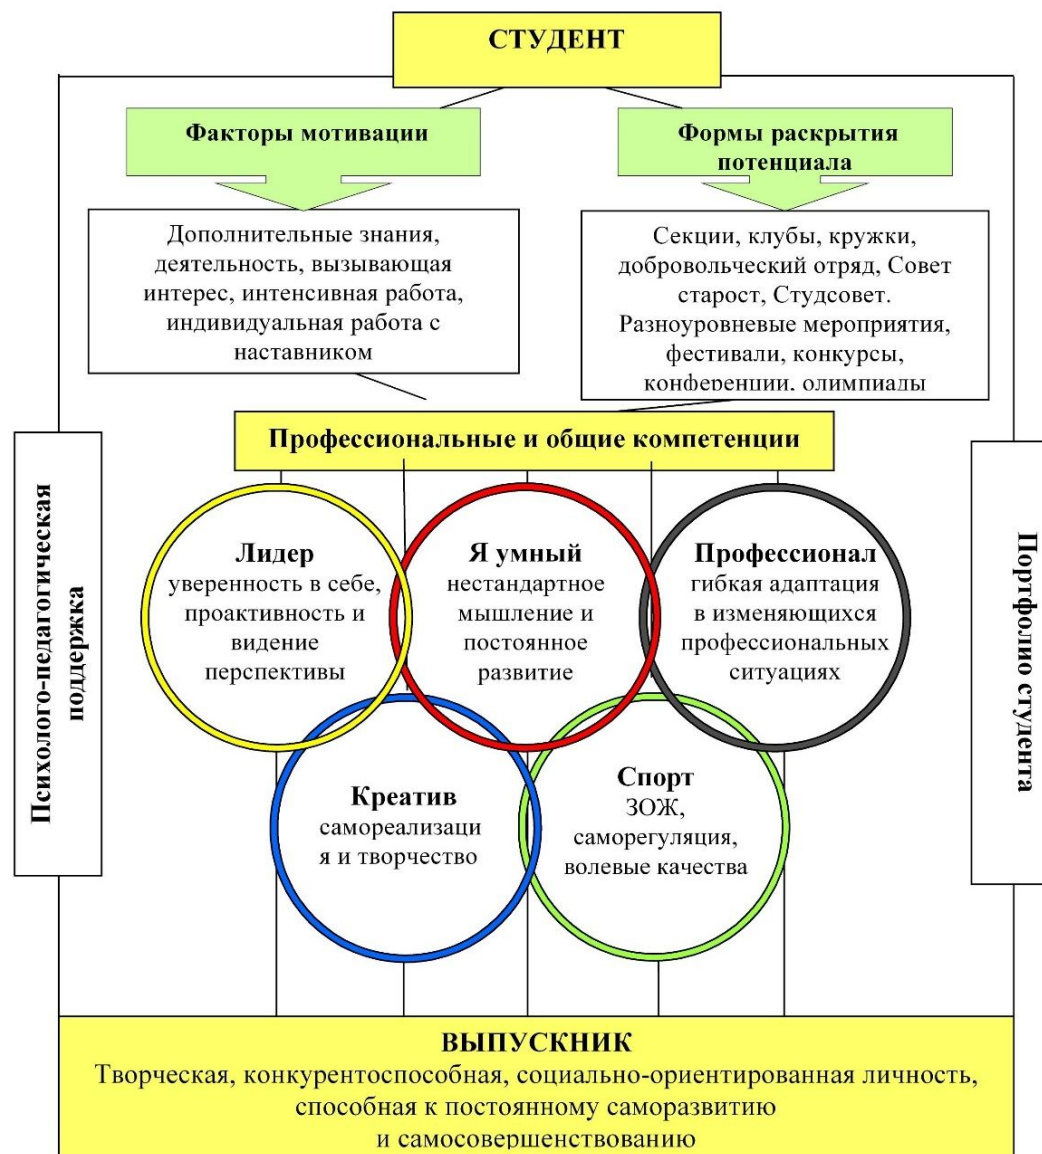 СТУДЕНТ
Факторы мотивации
Формы раскрытия
потенциала
Дополнительные знания,
деятельность, вызывающая
интерес, интенсивная работа,
индивидуальная работа с
наставником
Секции, клубы, кружки,
добровольческий отряд, Совет
старост, Студсовет.
Разноуровневые мероприятия,
фестивали, конкурсы,
конференции, олимпиады
Профессиональные и общие компетенции
Психолого-педагогическая
поддержка
Лидер
уверенность в себе,
проактивность и
видение
перспективы
Я умный
нестандартное
мышление и
постоянное
развитие
Профессионал
гибкая адаптация
в изменяющихся
профессиональных
ситуациях
Портфолио студента
Креатив
самореализаци
я и творчество
Спорт
ЗОЖ,
саморегуляция,
волевые качества
ВЫПУСКНИК
Творческая, конкурентоспособная, социально-ориентированная личность,
способная к постоянному саморазвитию
и самосовершенствованию